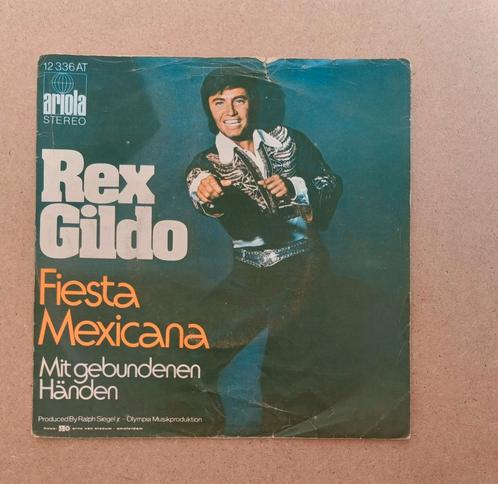 12 336 AT
ariola
STEREO
Rex
Gildo
Fiesta
Mexicana
Mit gebundenen
Händen
Produced By Ralph Siegel jr. - Olympia Musikproduktion
amsterdam